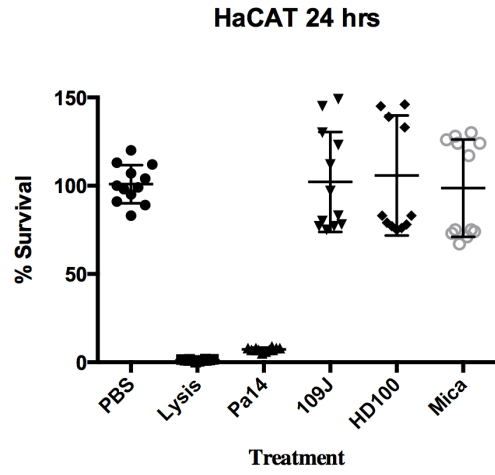 HaCAT 24 hrs
% Survival
150
100
50
0
PBS
Lysis
Pa14
109J
HD100
Mica
Treatment